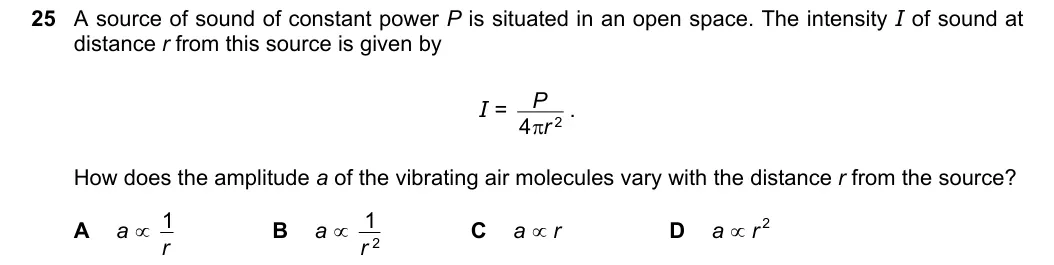 25 A source of sound of constant power P is situated in an open space. The intensity I of sound at
distance r from this source is given by
I = P / 4πr² .
How does the amplitude a of the vibrating air molecules vary with the distance r from the source?
A a ∝ 1/r B a ∝ 1/r² C a ∝ r D a ∝ r²